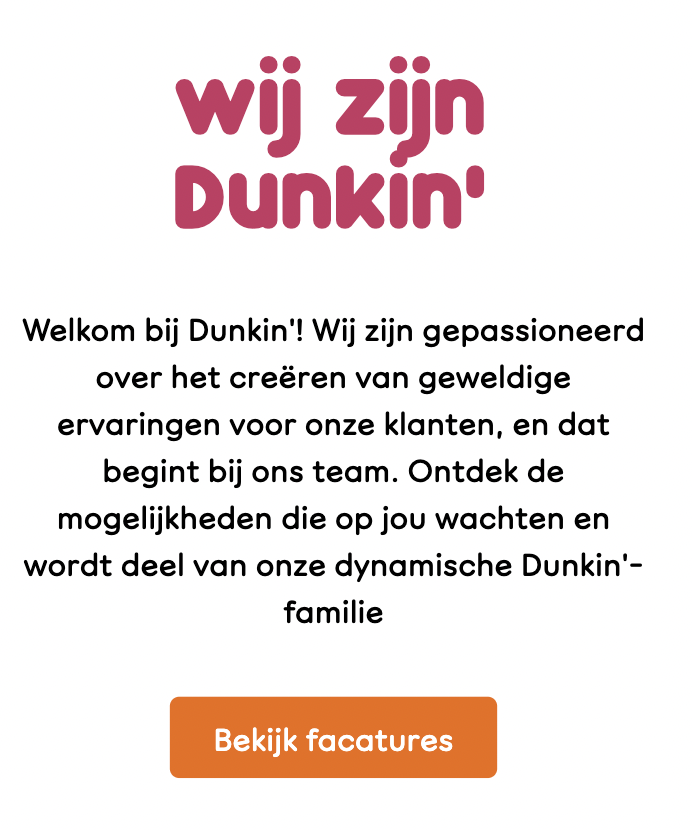 wij zijn
Dunkin'
Welkom bij Dunkin'! Wij zijn gepassioneerd
over het creëren van geweldige
ervaringen voor onze klanten, en dat
begint bij ons team. Ontdek de
mogelijkheden die op jou wachten en
wordt deel van onze dynamische Dunkin'-
familie
Bekijk facatures